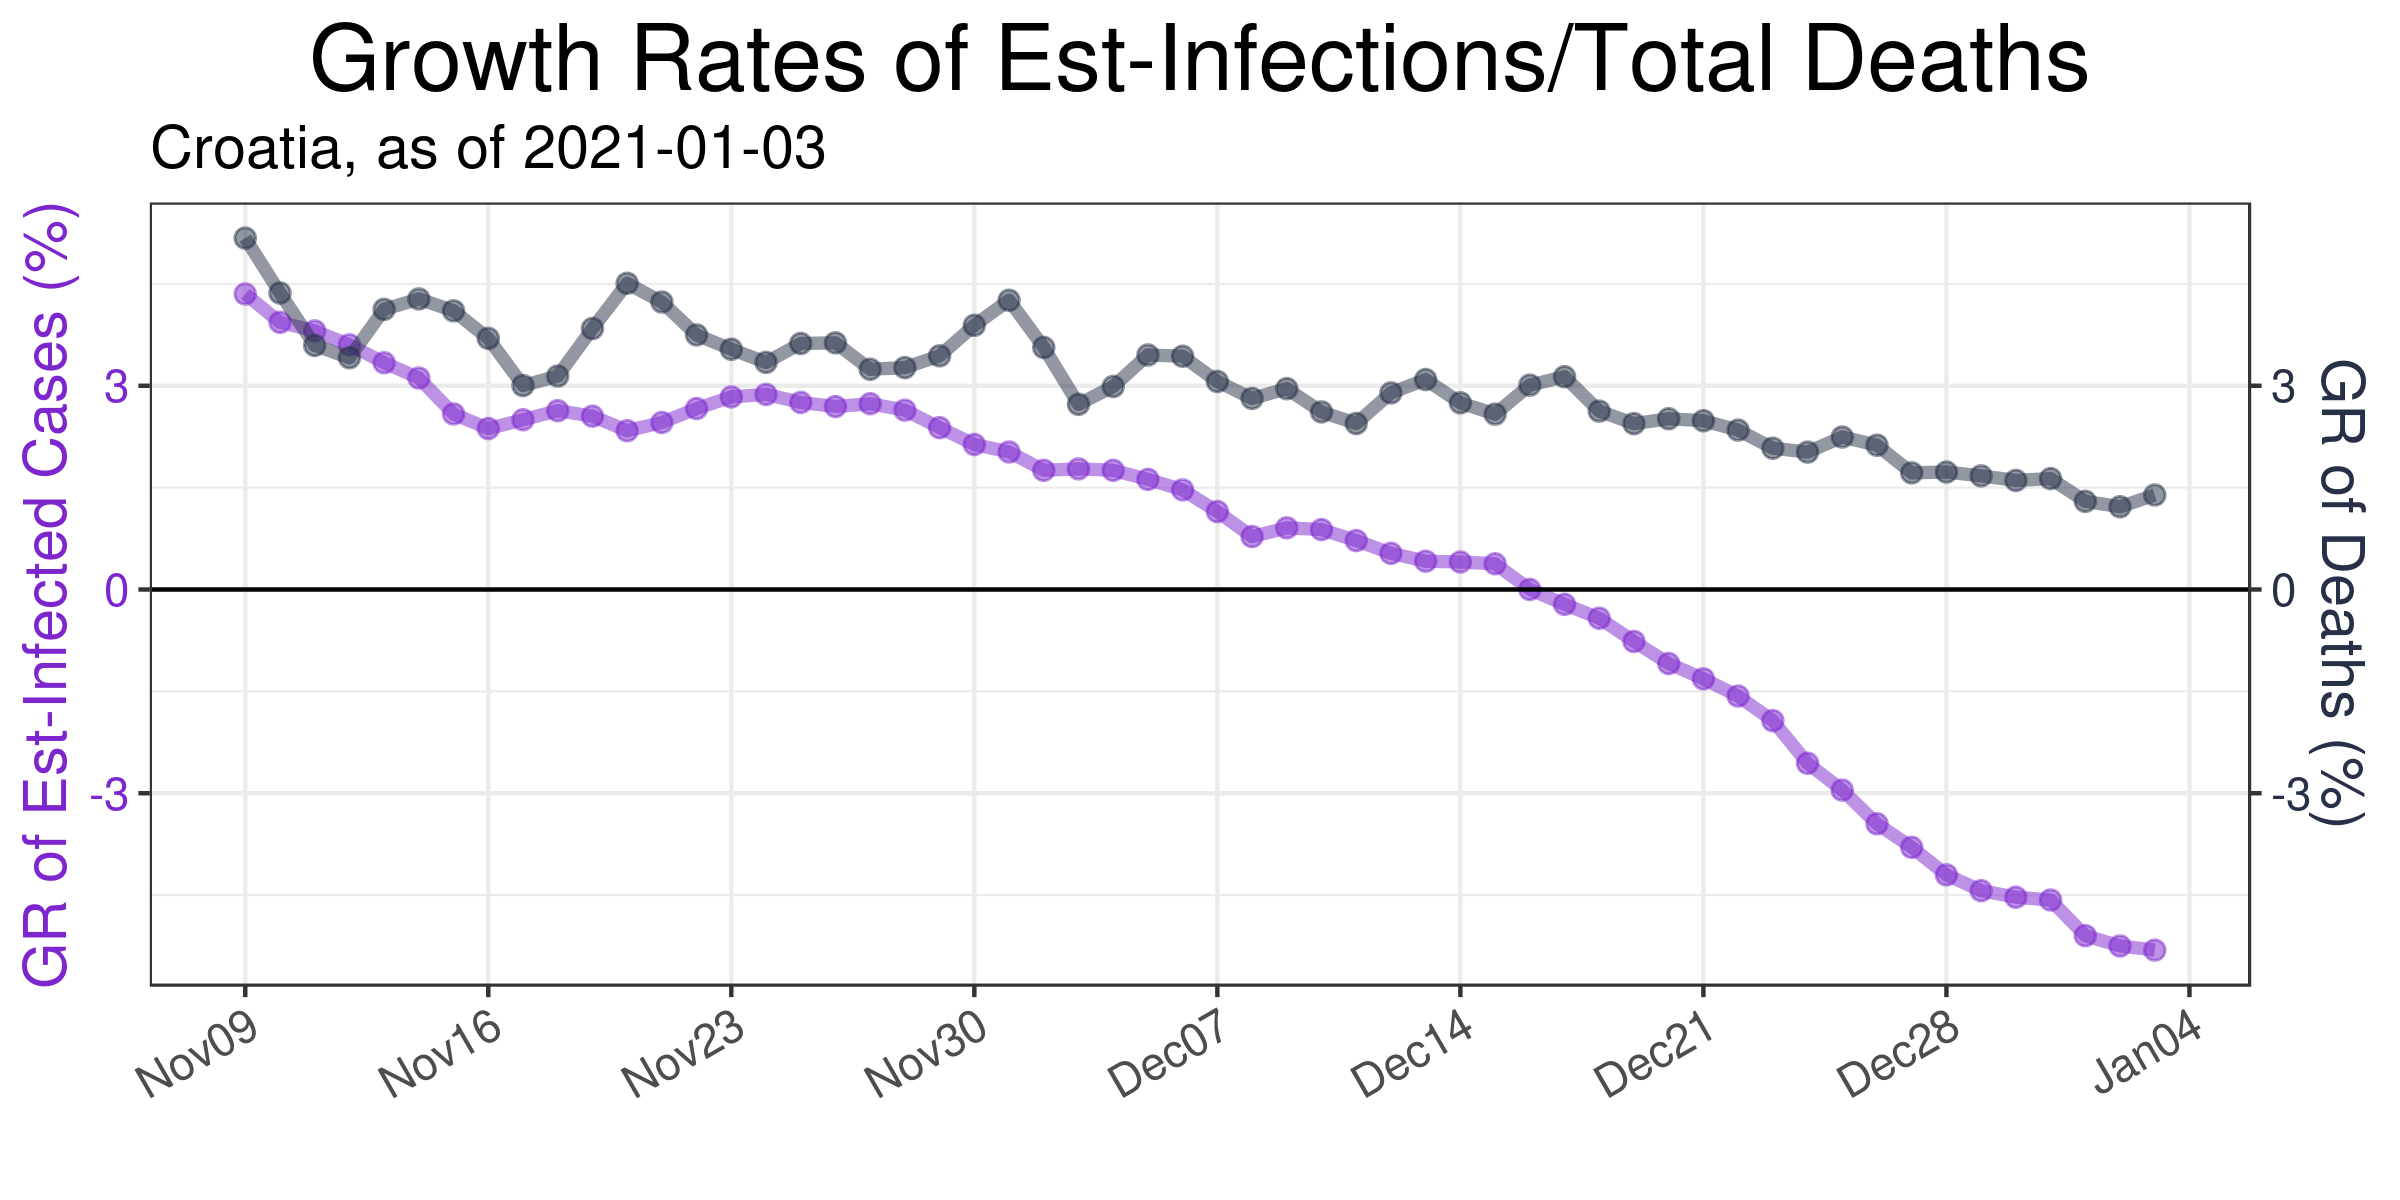 Growth Rates of Est-Infections/Total Deaths
Croatia, as of 2021-01-03
GR of Est-Infected Cases (%)
3
0
-3
3
0
-3
GR of Deaths (%)
Nov09
Nov16
Nov23
Nov30
Dec07
Dec14
Dec21
Dec28
Jan04